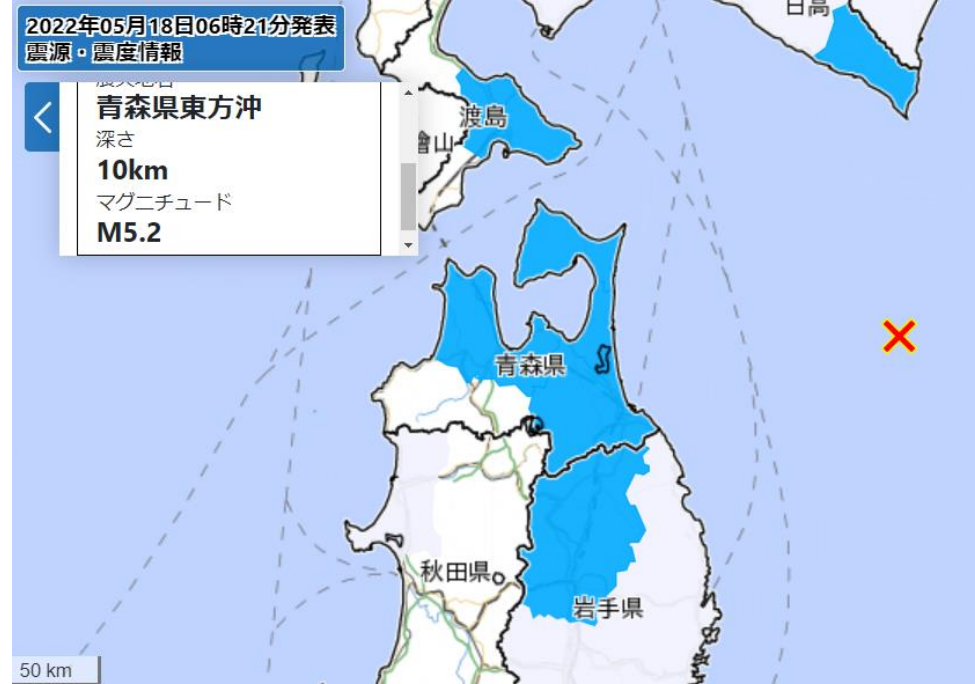 2022年05月18日06時21分発表
震源・震度情報
青森県東方沖
深さ
10km
マグニチュード
M5.2
日高
渡島
檜山
青森県
秋田県
岩手県
50 km